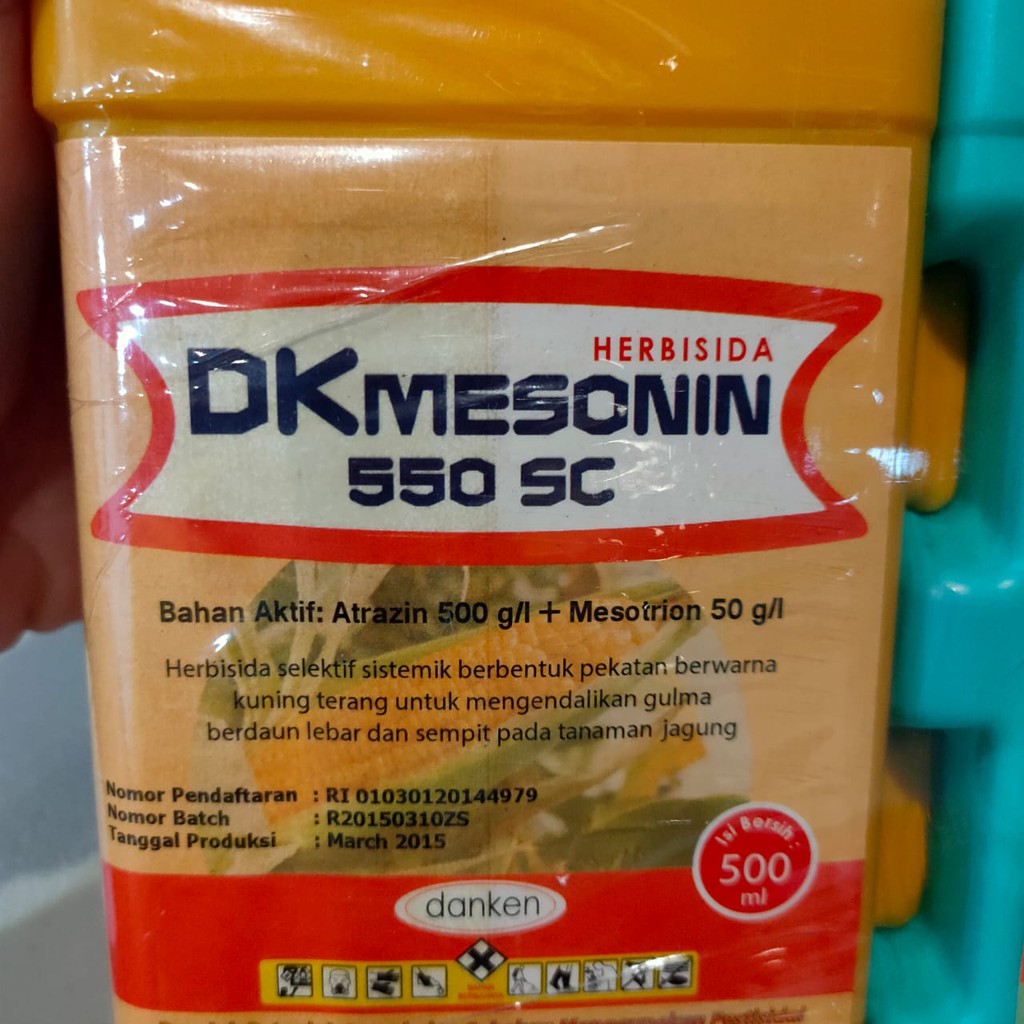 HERBISIDA
DKMESONIN
550 SC
Bahan Aktif: Atrazin 500 g/l + Mesotrion 50 g/l
Herbisida selektif sistemik berbentuk pekatan berwarna
kuning terang untuk mengendalikan gulma
berdaun lebar dan sempit pada tanaman jagung
Nomor Pendaftaran : RI 01030120144979
Nomor Batch : R20150310ZS
Tanggal Produksi : March 2015
Isi Bersih :
500
ml
danken